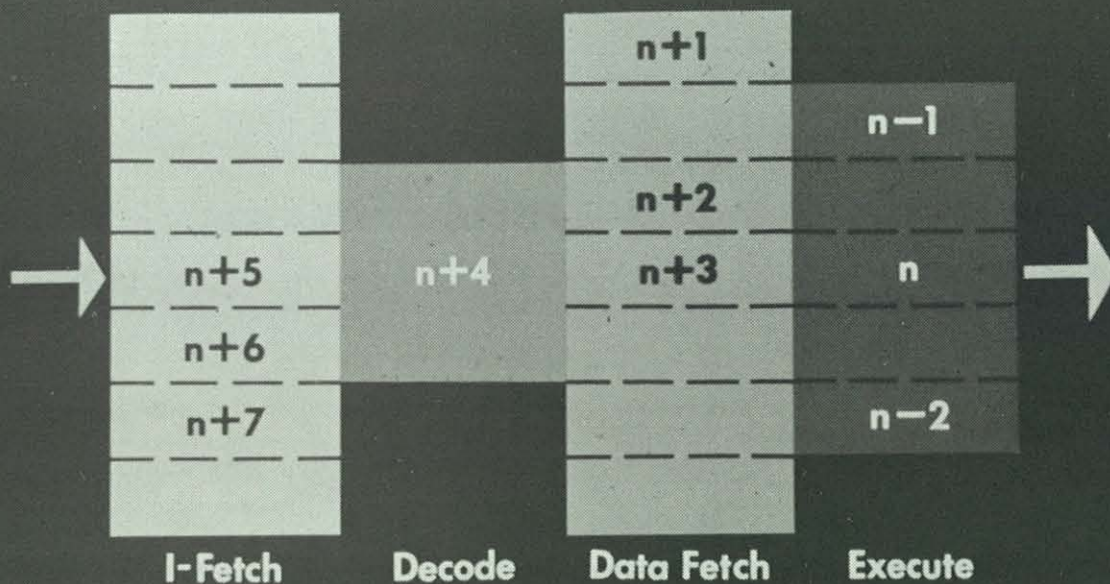 n+1
n−1
n+2
n+5 n+4 n+3 n
n+6
n+7 n−2
I-Fetch Decode Data Fetch Execute